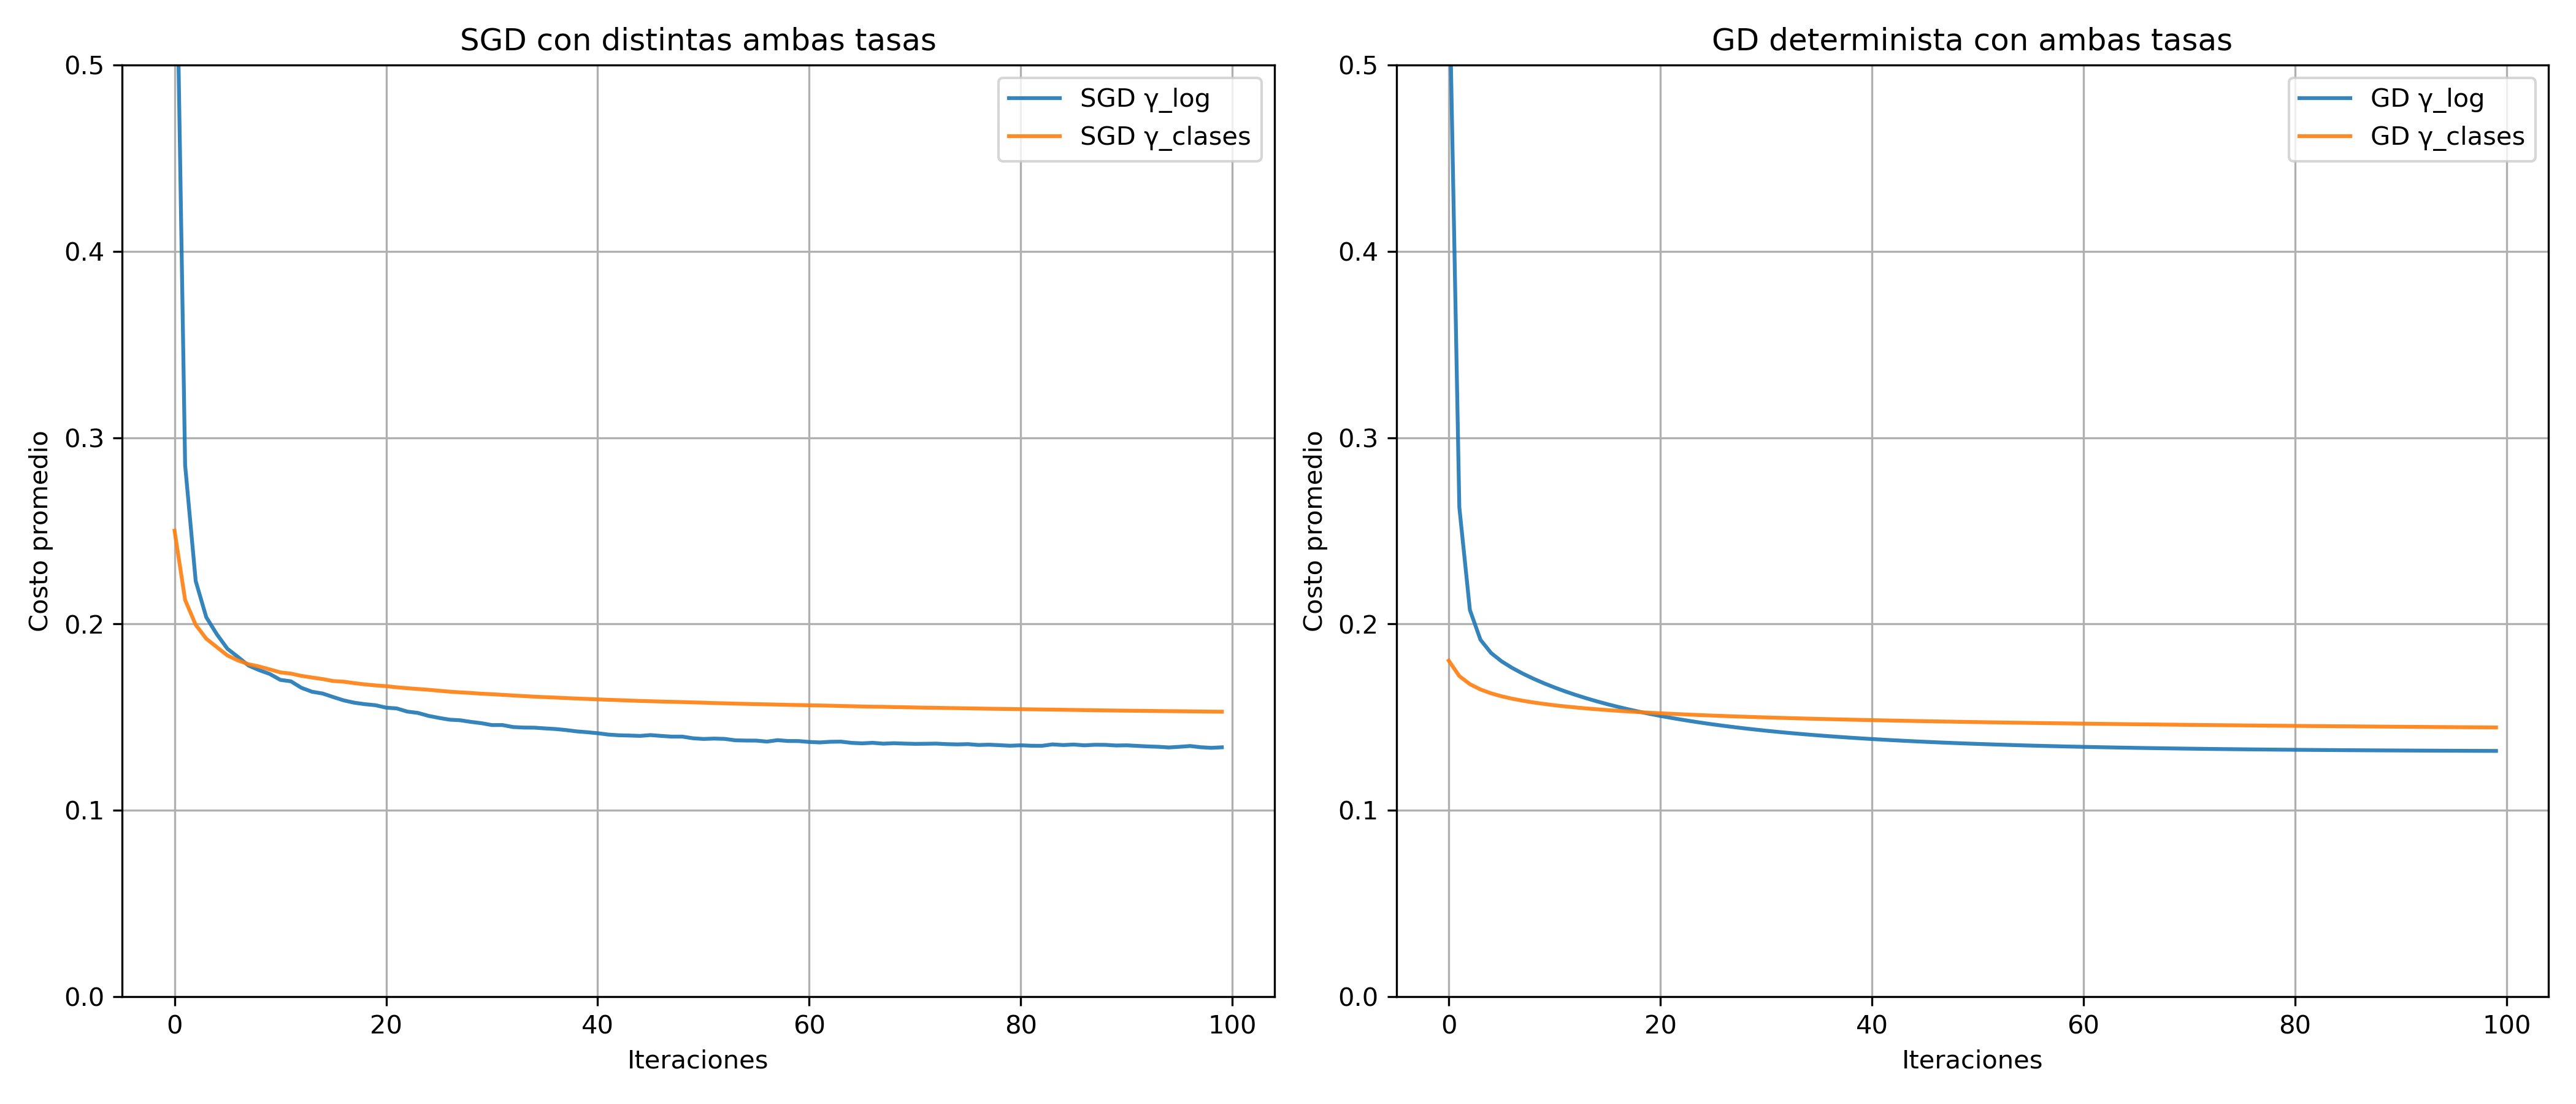 SGD con distintas ambas tasas
0.5
0.4
0.3
0.2
0.1
0.0
Costo promedio
SGD γ_log
SGD γ_clases
0 20 40 60 80 100
Iteraciones
GD determinista con ambas tasas
0.5
0.4
0.3
0.2
0.1
0.0
Costo promedio
GD γ_log
GD γ_clases
0 20 40 60 80 100
Iteraciones